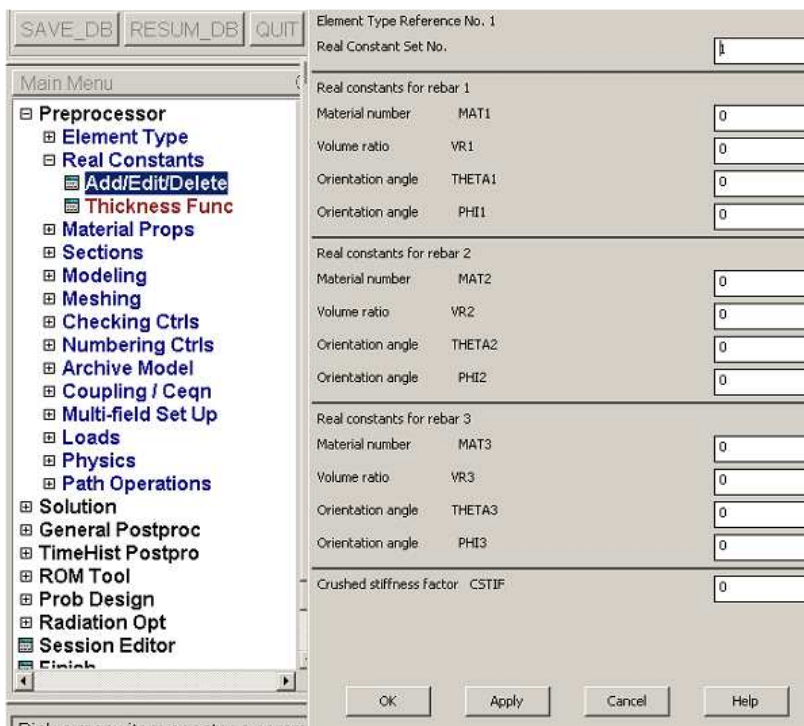 SAVE_DB RESUM_DB QUIT
Main Menu
Preprocessor
Element Type
Real Constants
Add/Edit/Delete
Thickness Func
Material Props
Sections
Modeling
Meshing
Checking Ctrls
Numbering Ctrls
Archive Model
Coupling / Ceqn
Multi-field Set Up
Loads
Physics
Path Operations
Solution
General Postproc
TimeHist Postpro
ROM Tool
Prob Design
Radiation Opt
Session Editor
Finish
Element Type Reference No. 1
Real Constant Set No. 1
Real constants for rebar 1
Material number MAT1 0
Volume ratio VR1 0
Orientation angle THETA1 0
Orientation angle PHI1 0
Real constants for rebar 2
Material number MAT2 0
Volume ratio VR2 0
Orientation angle THETA2 0
Orientation angle PHI2 0
Real constants for rebar 3
Material number MAT3 0
Volume ratio VR3 0
Orientation angle THETA3 0
Orientation angle PHI3 0
Crushed stiffness factor CSTIF 0
OK Apply Cancel Help